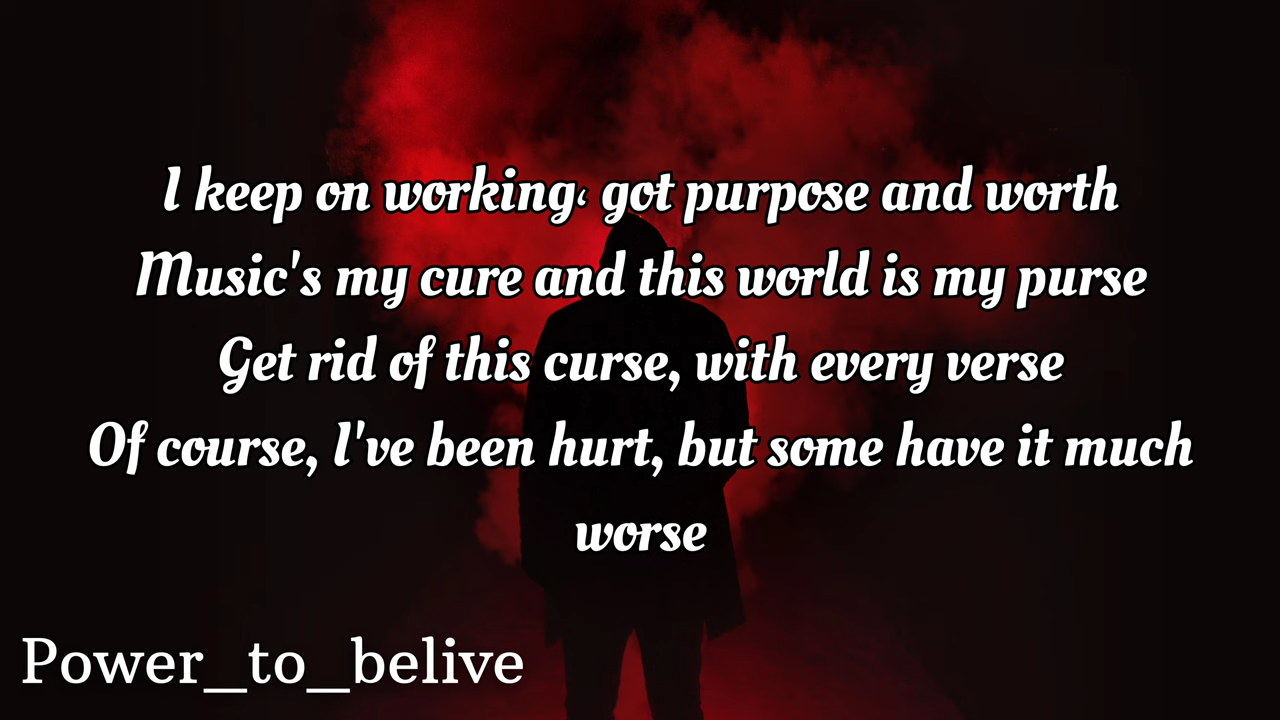 I keep on working، got purpose and worth
Music's my cure and this world is my purse
Get rid of this curse, with every verse
Of course, I've been hurt, but some have it much
worse
Power_to_belive